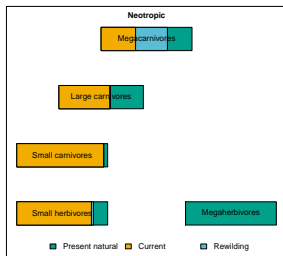 Neotropic
Megacarnivores
Large carnivores
Small carnivores
Small herbivores
Megaherbivores
Present natural
Current
Rewilding